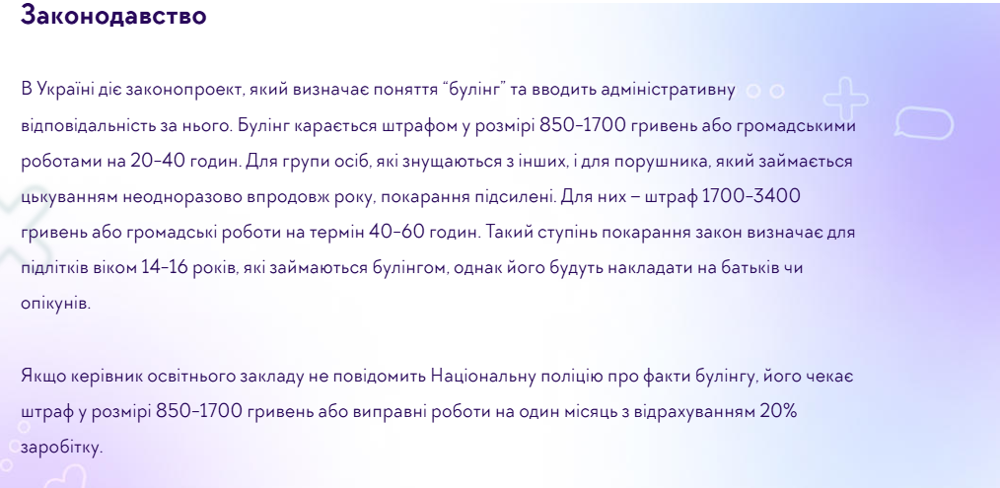 Законодавство
В Україні діє законопроект, який визначає поняття “булінг” та вводить адміністративну
відповідальність за нього. Булінг карається штрафом у розмірі 850–1700 гривень або громадськими
роботами на 20–40 годин. Для групи осіб, які знущаються з інших, і для порушника, який займається
цькуванням неодноразово впродовж року, покарання підсилені. Для них – штраф 1700–3400
гривень або громадські роботи на термін 40–60 годин. Такий ступінь покарання закон визначає для
підлітків віком 14–16 років, які займаються булінгом, однак його будуть накладати на батьків чи
опікунів.
Якщо керівник освітнього закладу не повідомить Національну поліцію про факти булінгу, його чекає
штраф у розмірі 850–1700 гривень або виправні роботи на один місяць з відрахуванням 20%
заробітку.